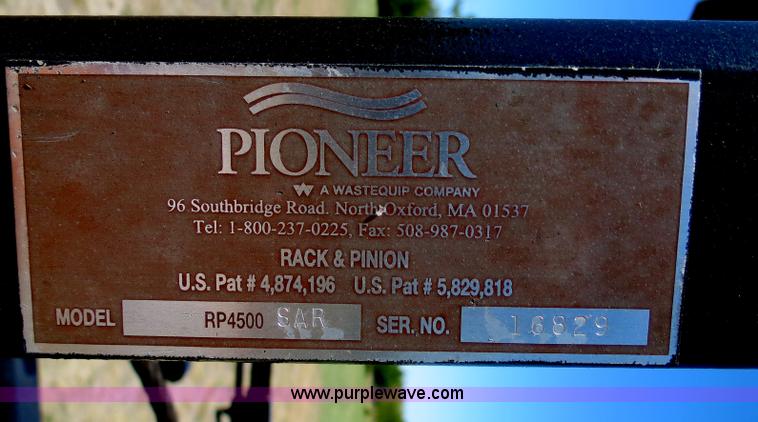 PIONEER
A WASTEQUIP COMPANY
96 Southbridge Road. North Oxford, MA 01537
Tel: 1-800-237-0225, Fax: 508-987-0317
RACK & PINION
U.S. Pat # 4,874,196 U.S. Pat # 5,829,818
MODEL RP4500 SAR SER. NO. 16829
www.purplewave.com